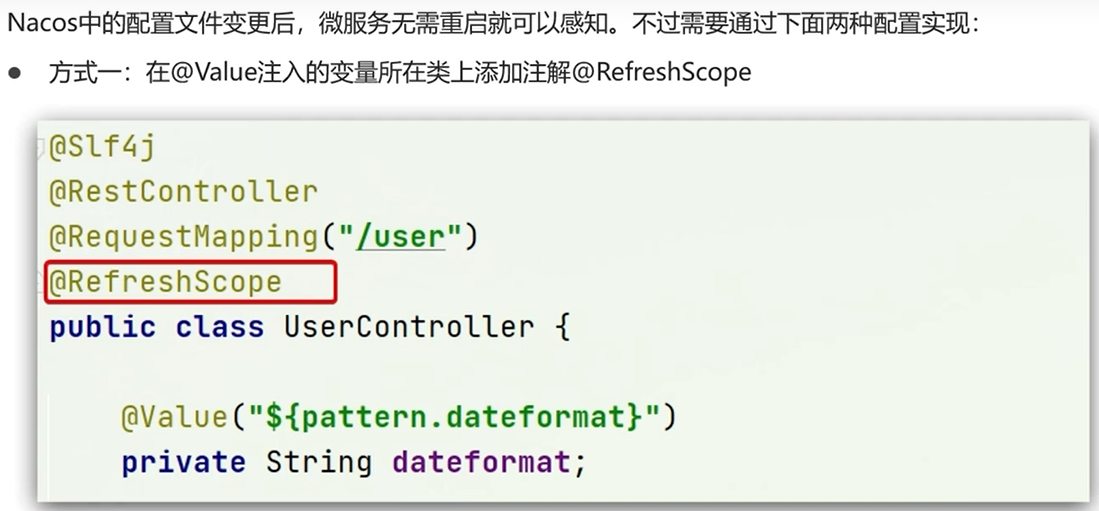 Nacos中的配置文件变更后，微服务无需重启就可以感知。不过需要通过下面两种配置实现：
● 方式一：在@Value注入的变量所在类上添加注解@RefreshScope
@Slf4j
@RestController
@RequestMapping("/user")
@RefreshScope
public class UserController {
@Value("${pattern.dateformat}")
private String dateformat;